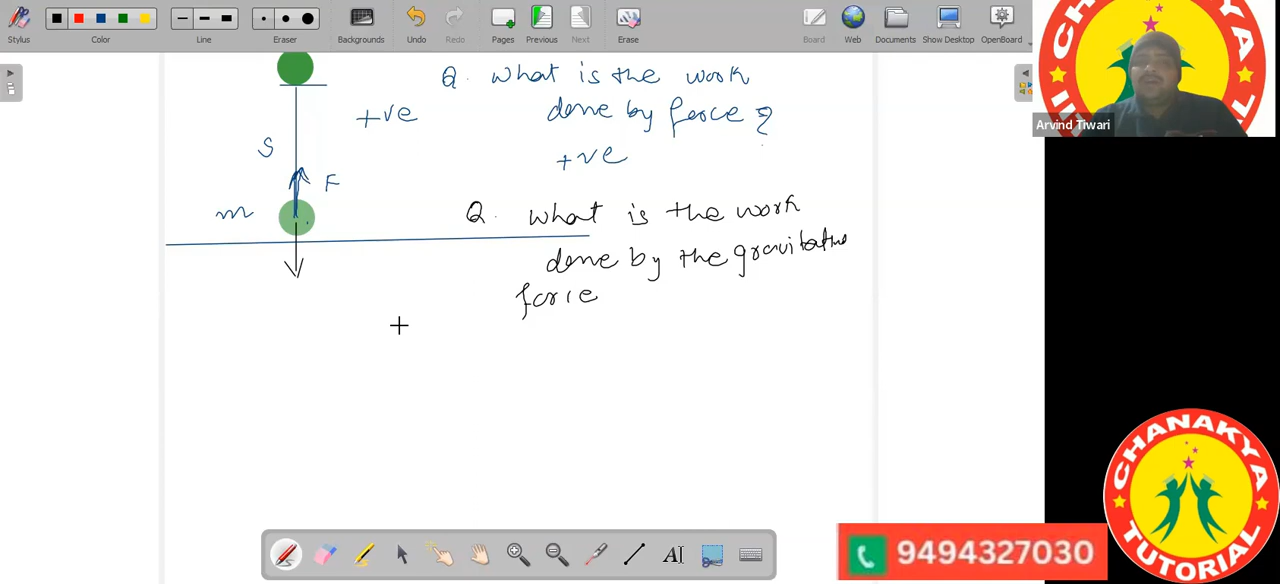 Stylus
Color
Line
Eraser
Backgrounds
Undo
Redo
Pages
Previous
Next
Erase
Board
Web
Documents
Show Desktop
OpenBoard
CHANAKYA
Arvind Tiwari
Q. What is the work
done by force ?
+ve
+ve
S
F
m
Q. What is the work
done by the
force
CHANAKYA
TUTORIAL
9494327030